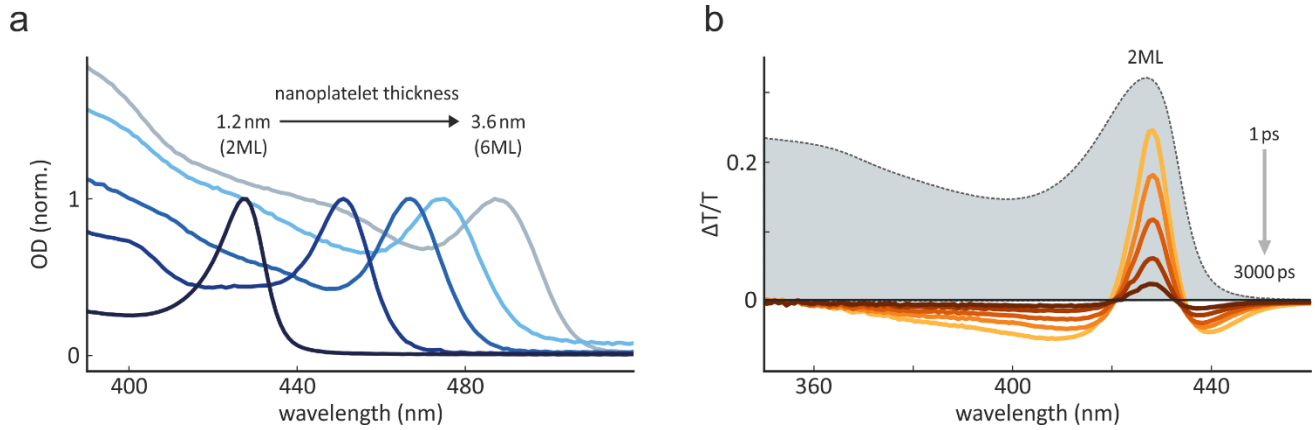 a
nanoplatelet thickness
1.2 nm
(2ML)
3.6 nm
(6ML)
1
0
OD (norm.)
400
440
480
wavelength (nm)
b
2ML
1 ps
3000 ps
0.2
0
ΔT/T
360
400
440
wavelength (nm)